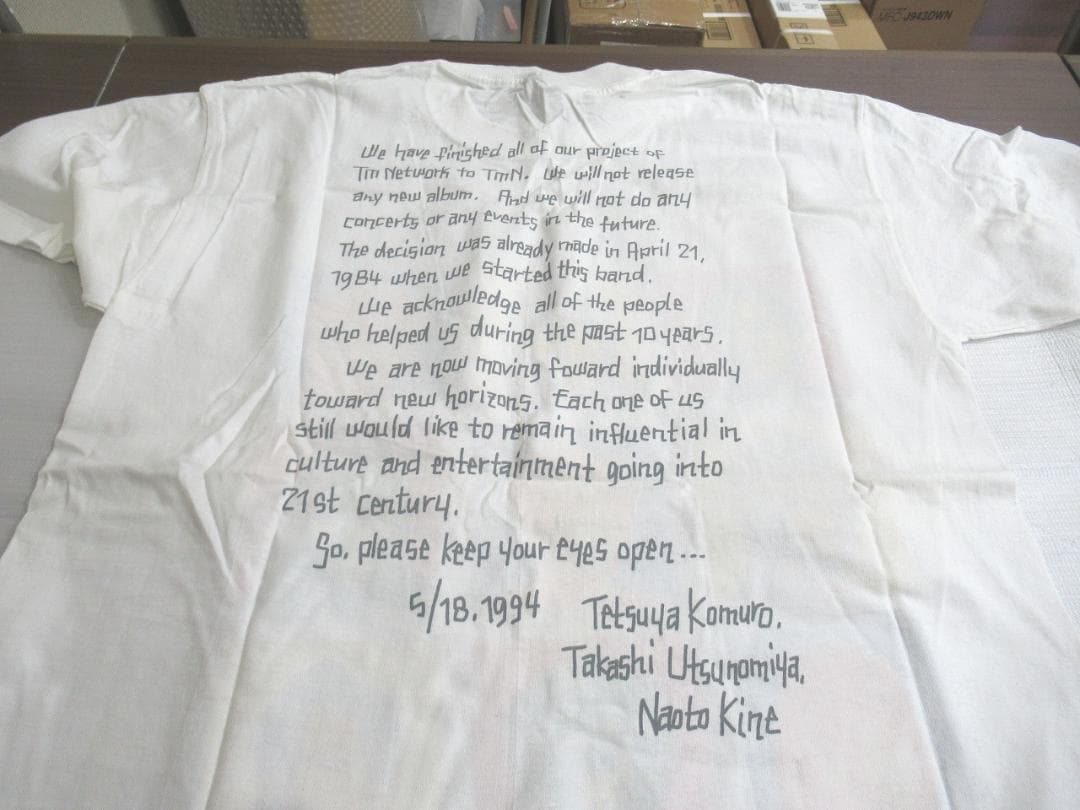 MFC-J943DWN
We have finished all of our project of
Tm Network to TmN. We will not release
any new album. And we will not do any
concerts or any events in the future.
The decision was already made in April 21,
1984 when we started this band.
We acknowledge all of the people
who helped us during the past 10 years.
We are now moving foward individually
toward new horizons. Each one of us
still would like to remain influential in
culture and entertainment going into
21st century.
So, please keep your eyes open...
5/18.1994 Tetsuya Komuro,
Takashi Utsunomiya,
Naoto Kine